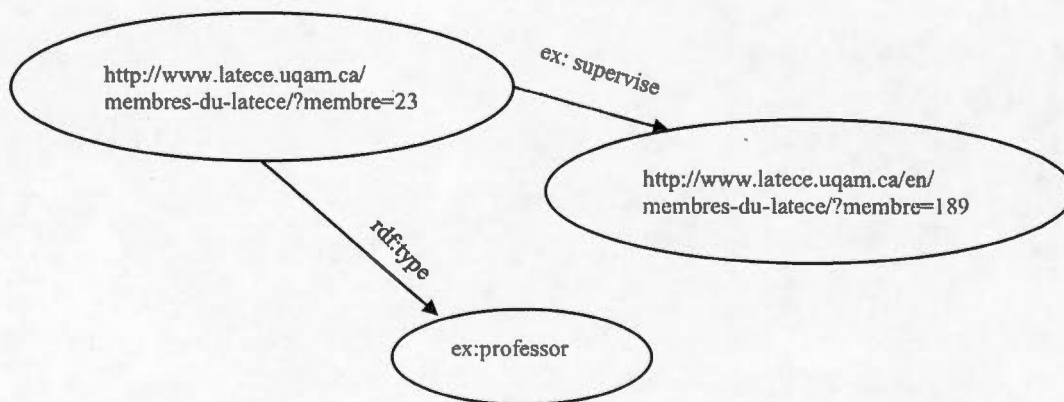 http://www.latece.uqam.ca/
membres-du-latece/?membre=23
ex: supervise
http://www.latece.uqam.ca/en/
membres-du-latece/?membre=189
rdf:type
ex:professor